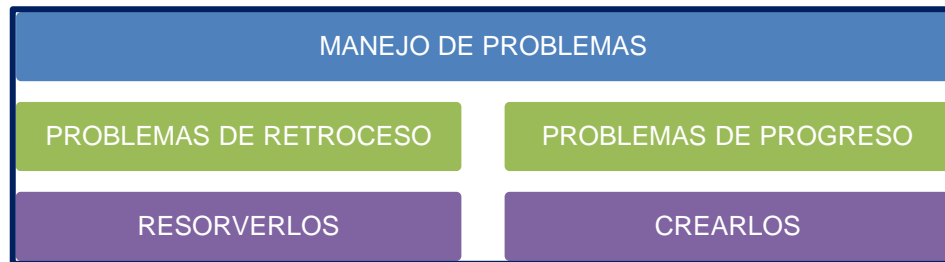 MANEJO DE PROBLEMAS
PROBLEMAS DE RETROCESO
PROBLEMAS DE PROGRESO
RESORVERLOS
CREARLOS